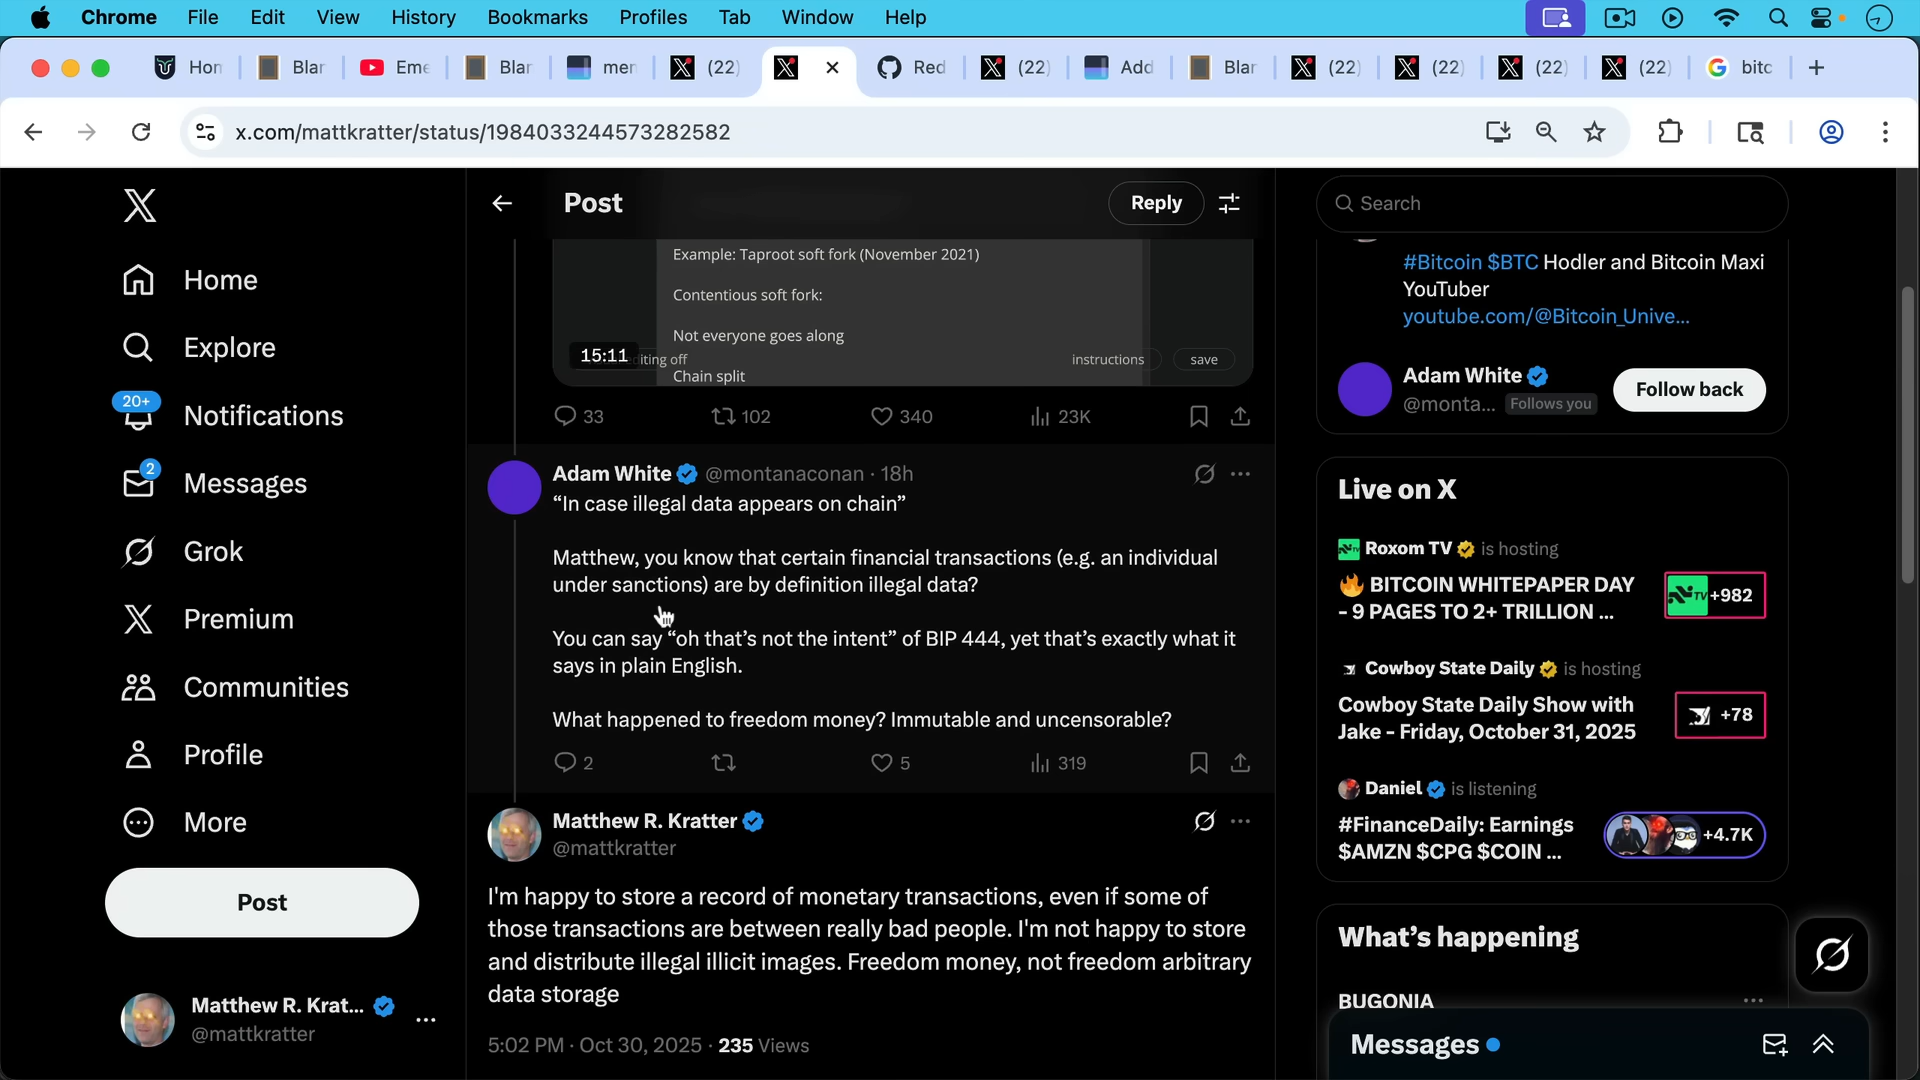 Chrome File Edit View History Bookmarks Profiles Tab Window Help
Hon
Blar
Eme
Blar
mer
(22)
Red
(22)
Add
Blar
(22)
(22)
(22)
(22)
bitc
x.com/mattkratter/status/1984033244573282582
Home
Explore
20+
Notifications
2
Messages
Grok
Premium
Communities
Profile
More
Post
Matthew R. Krat...
@mattkratter
Post
Reply
Example: Taproot soft fork (November 2021)
Contentious soft fork:
Not everyone goes along
15:11
iting off
instructions
save
Chain split
33 102 340 23K
Adam White @montanaconan · 18h
“In case illegal data appears on chain”
Matthew, you know that certain financial transactions (e.g. an individual
under sanctions) are by definition illegal data?
You can say “oh that’s not the intent” of BIP 444, yet that’s exactly what it
says in plain English.
What happened to freedom money? Immutable and uncensorable?
2 5 319
Matthew R. Kratter
@mattkratter
I'm happy to store a record of monetary transactions, even if some of
those transactions are between really bad people. I'm not happy to store
and distribute illegal illicit images. Freedom money, not freedom arbitrary
data storage
5:02 PM · Oct 30, 2025 · 235 Views
Search
#Bitcoin $BTC Hodler and Bitcoin Maxi
YouTuber
youtube.com/@Bitcoin_Unive...
Adam White
@monta... Follows you
Follow back
Live on X
Roxom TV is hosting
BITCOIN WHITEPAPER DAY
- 9 PAGES TO 2+ TRILLION ...
TV +982
Cowboy State Daily is hosting
Cowboy State Daily Show with
Jake - Friday, October 31, 2025
+78
Daniel is listening
#FinanceDaily: Earnings
$AMZN $CPG $COIN ...
+4.7K
What’s happening
BUGONIA
Messages